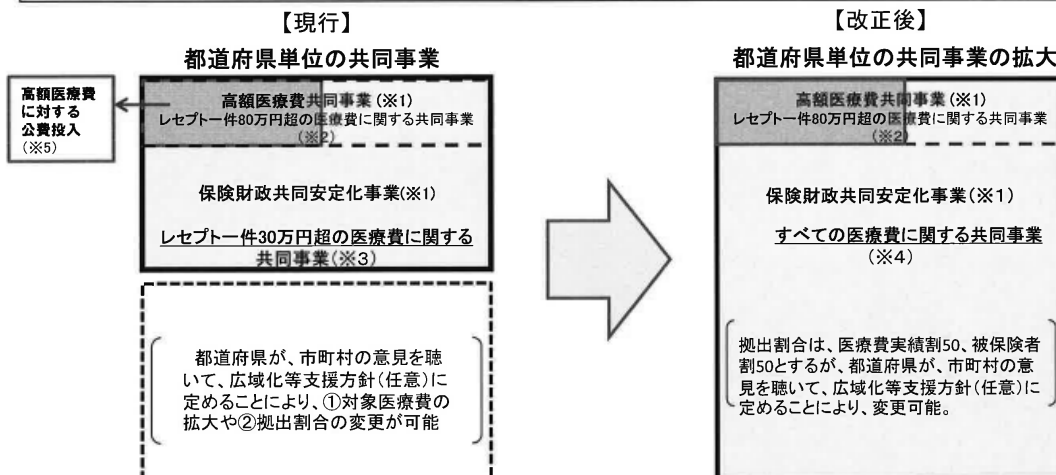 【現行】
都道府県単位の共同事業
高額医療費
に対する
公費投入
(※5)
高額医療費共同事業(※1)
レセプト一件80万円超の医療費に関する共同事業
(※2)
保険財政共同安定化事業(※1)
レセプト一件30万円超の医療費に関する
共同事業(※3)
都道府県が、市町村の意見を聴
いて、広域化等支援方針(任意)に
定めることにより、①対象医療費の
拡大や②拠出割合の変更が可能
【改正後】
都道府県単位の共同事業の拡大
高額医療費共同事業(※1)
レセプト一件80万円超の医療費に関する共同事業
(※2)
保険財政共同安定化事業(※1)
すべての医療費に関する共同事業
(※4)
拠出割合は、医療費実績割50、被保険者
割50とするが、都道府県が、市町村の意
見を聴いて、広域化等支援方針(任意)に
定めることにより、変更可能。